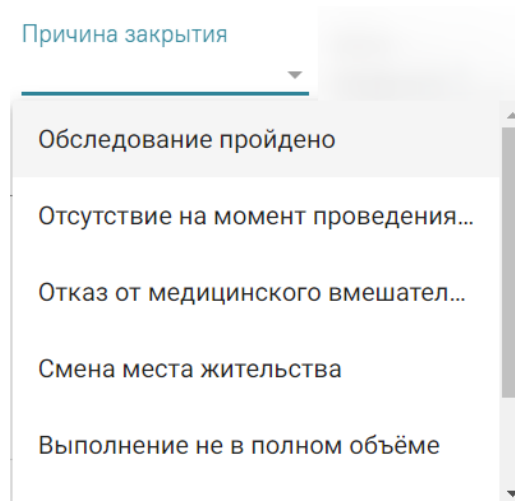 Причина закрытия
Обследование пройдено
Отсутствие на момент проведения...
Отказ от медицинского вмешател...
Смена места жительства
Выполнение не в полном объёме